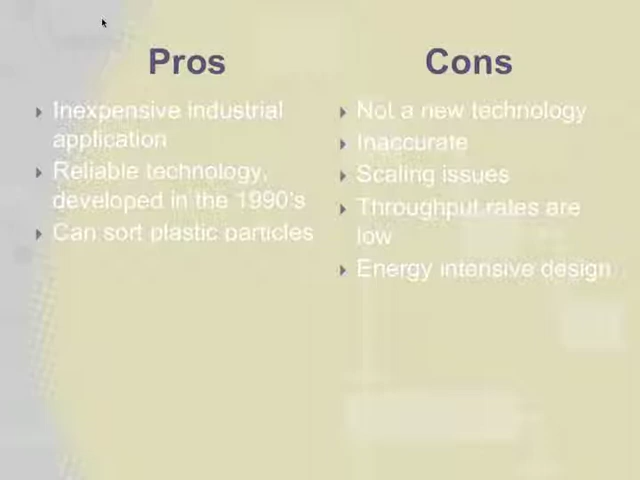 Pros
Inexpensive industrial
application
Reliable technology,
developed in the 1990's
Can sort plastic particles
Cons
Not a new technology
Inaccurate
Scaling issues
Throughput rates are
low
Energy intensive design